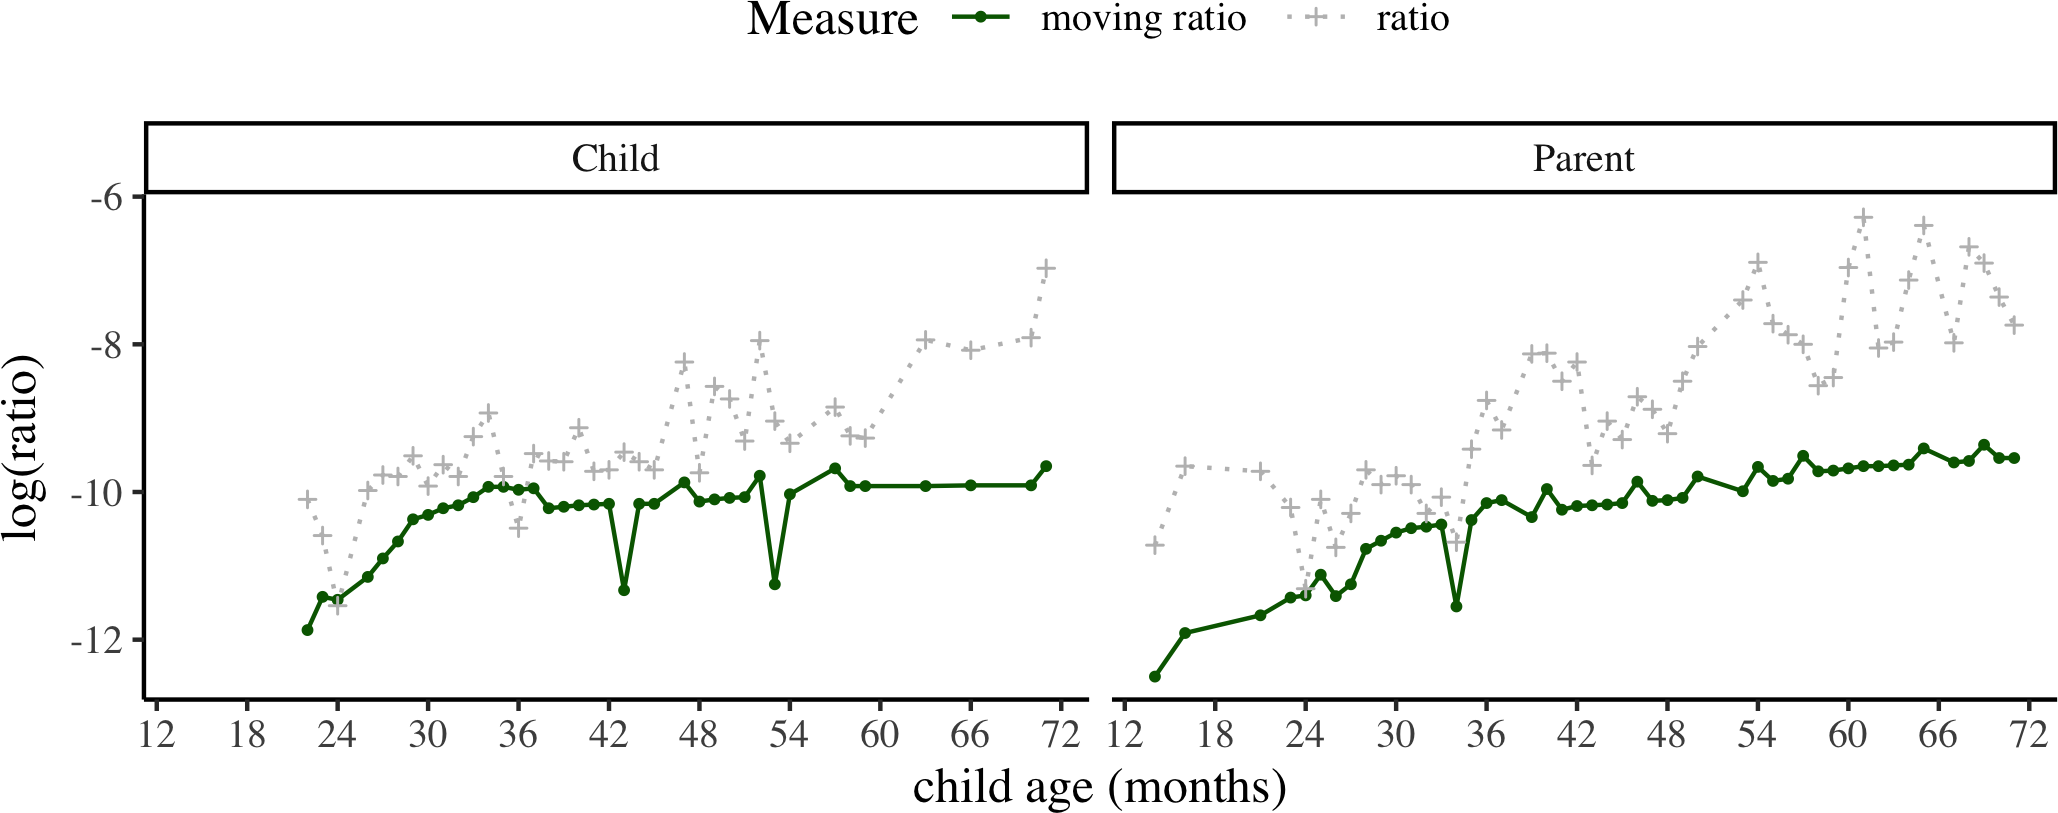 Measure moving ratio ratio
Child Parent
-6
-8
-10
-12
log(ratio)
12 18 24 30 36 42 48 54 60 66 72 12 18 24 30 36 42 48 54 60 66 72
child age (months)